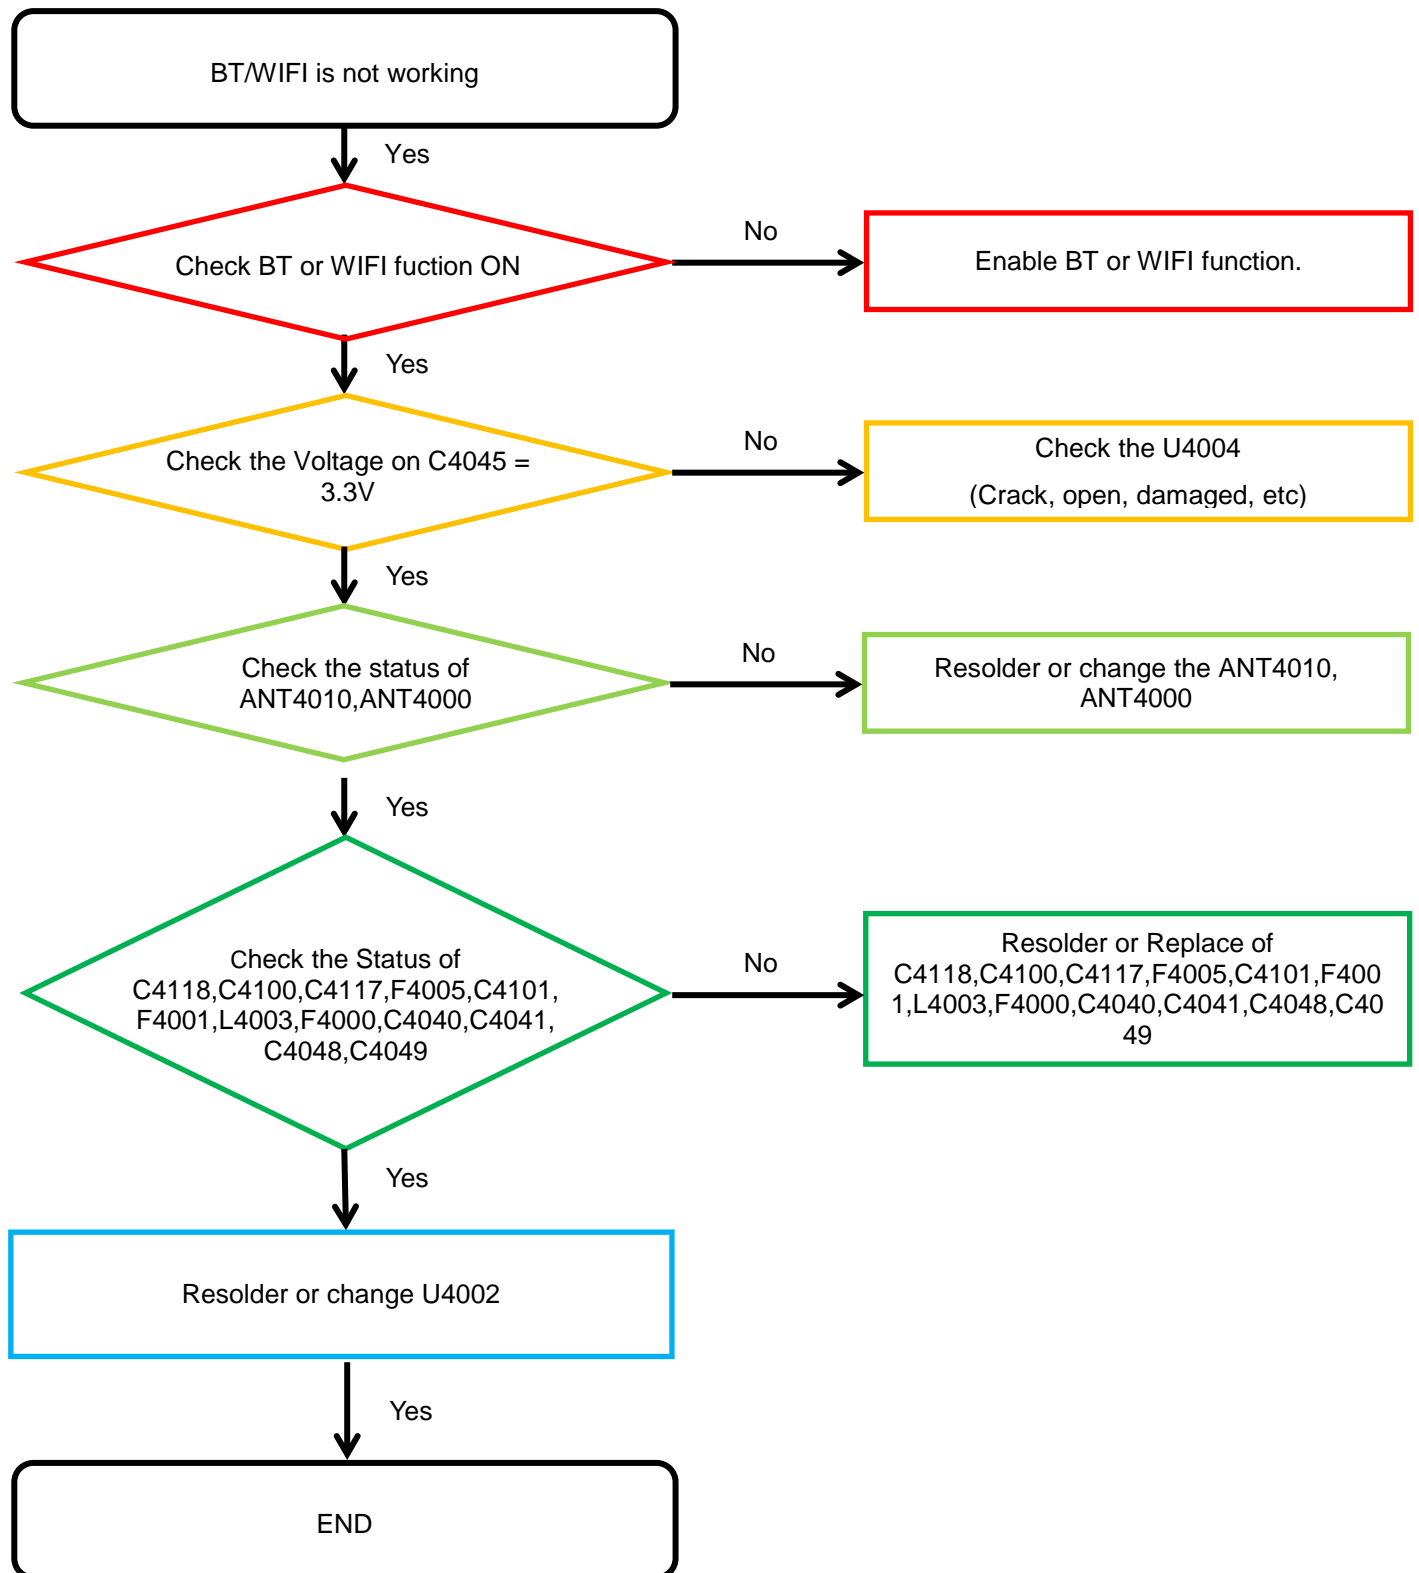 BT/WIFI is not working
Yes
Check BT or WIFI fuction ON
No
Enable BT or WIFI function.
Yes
Check the Voltage on C4045 =
3.3V
No
Check the U4004
(Crack, open, damaged, etc)
Yes
Check the status of
ANT4010,ANT4000
No
Resolder or change the ANT4010,
ANT4000
Yes
Check the Status of
C4118,C4100,C4117,F4005,C4101,
F4001,L4003,F4000,C4040,C4041,
C4048,C4049
No
Resolder or Replace of
C4118,C4100,C4117,F4005,C4101,F400
1,L4003,F4000,C4040,C4041,C4048,C40
49
Yes
Resolder or change U4002
Yes
END